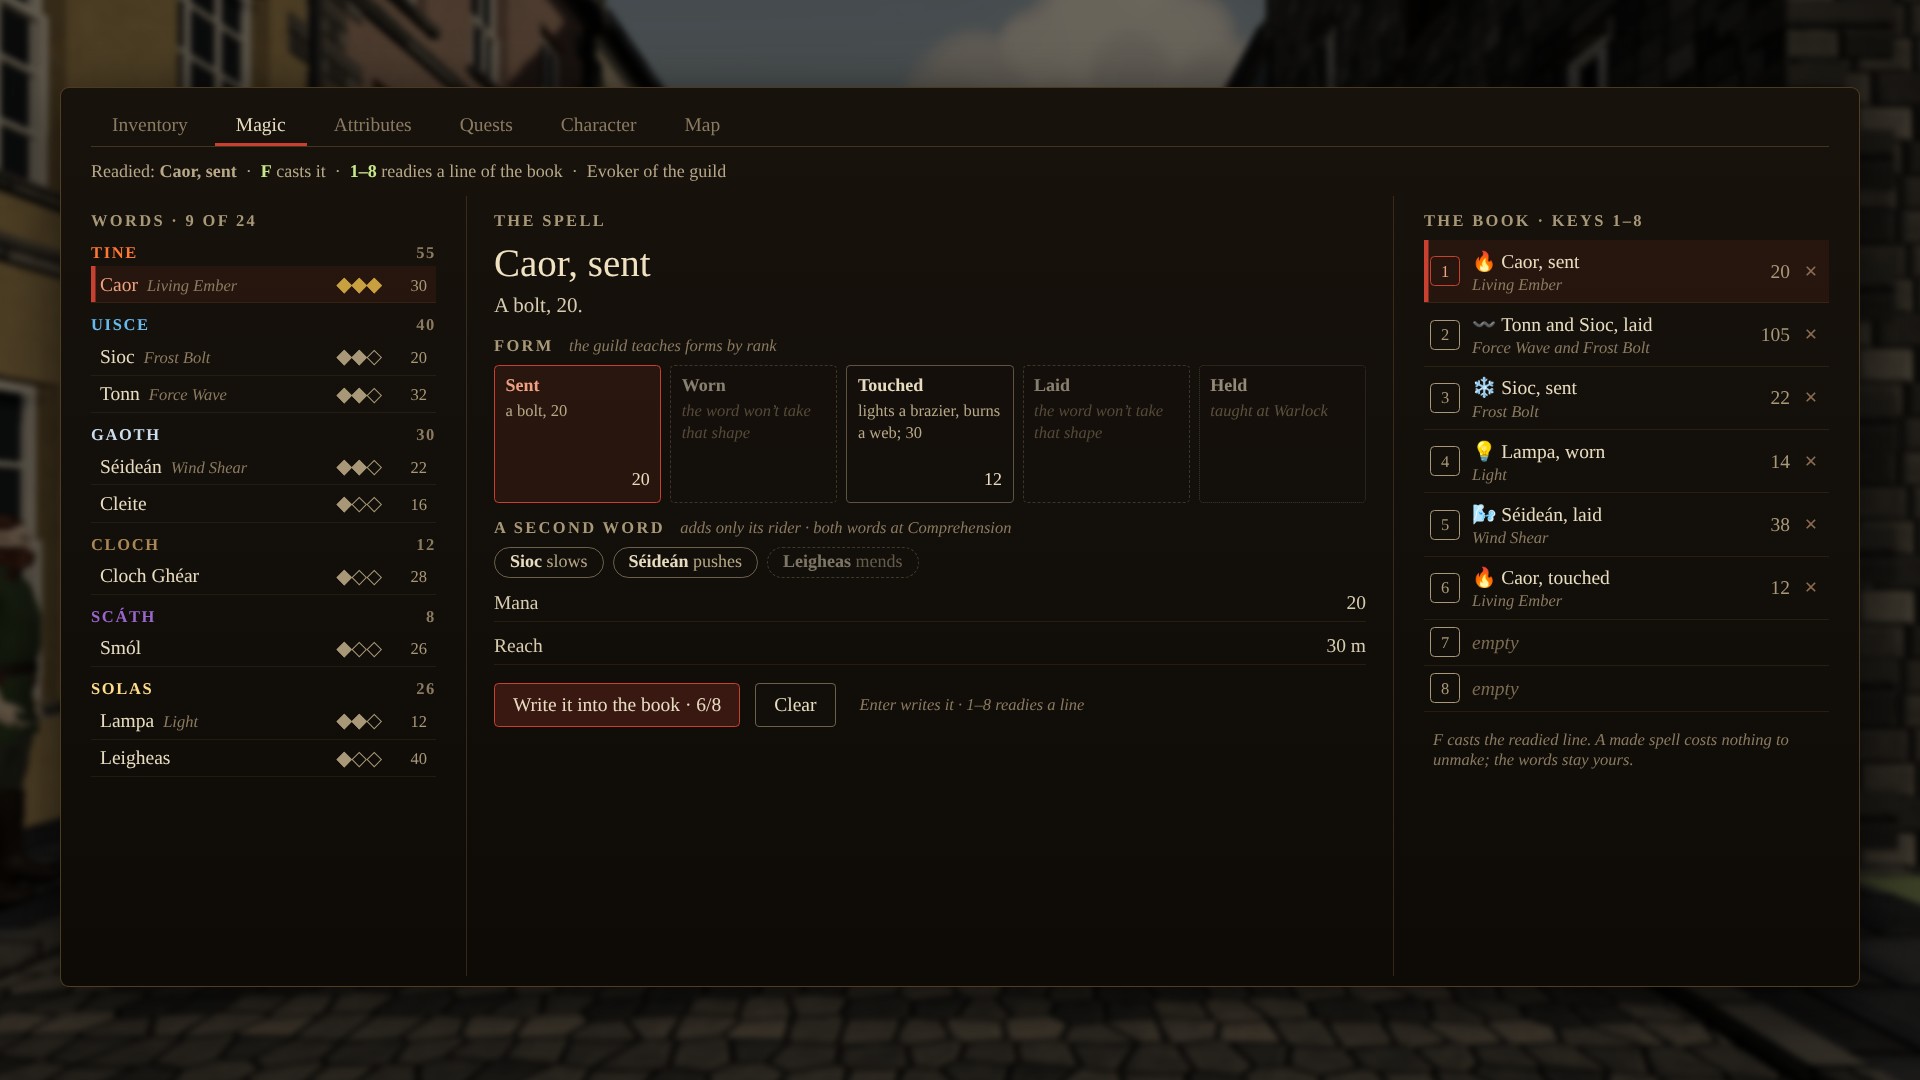 Inventory Magic Attributes Quests Character Map
Readied: Caor, sent · F casts it · 1–8 readies a line of the book · Evoker of the guild
WORDS · 9 OF 24
TINE 55
Caor Living Ember 30
UISCE 40
Sioc Frost Bolt 20
Tonn Force Wave 32
GAOTH 30
Séideán Wind Shear 22
Cleite 16
CLOCH 12
Cloch Ghéar 28
SCÁTH 8
Smól 26
SOLAS 26
Lampa Light 12
Leigheas 40
THE SPELL
Caor, sent
A bolt, 20.
FORM the guild teaches forms by rank
Sent
a bolt, 20
20
Worn
the word won’t take
that shape
Touched
lights a brazier, burns
a web; 30
12
Laid
the word won’t take
that shape
Held
taught at Warlock
A SECOND WORD adds only its rider · both words at Comprehension
Sioc slows Séideán pushes Leigheas mends
Mana 20
Reach 30 m
Write it into the book · 6/8 Clear Enter writes it · 1–8 readies a line
THE BOOK · KEYS 1–8
1 🔥 Caor, sent 20 ✕
Living Ember
2 〰️ Tonn and Sioc, laid 105 ✕
Force Wave and Frost Bolt
3 ❄️ Sioc, sent 22 ✕
Frost Bolt
4 💡 Lampa, worn 14 ✕
Light
5 🌬️ Séideán, laid 38 ✕
Wind Shear
6 🔥 Caor, touched 12 ✕
Living Ember
7 empty
8 empty
F casts the readied line. A made spell costs nothing to
unmake; the words stay yours.